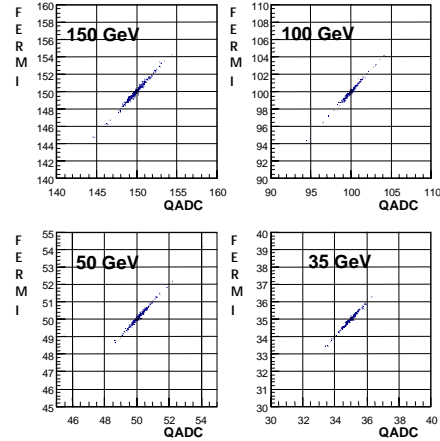 F E R M I
160
158
156
154
152
150
148
146
144
142
140
150 GeV
140 145 150 155 160
QADC
F E R M I
110
108
106
104
102
100
98
96
94
92
90
100 GeV
90 95 100 105 110
QADC
F E R M I
55
54
53
52
51
50
49
48
47
46
45
50 GeV
46 48 50 52 54
QADC
F E R M I
40
39
38
37
36
35
34
33
32
31
30
35 GeV
30 32 34 36 38 40
QADC